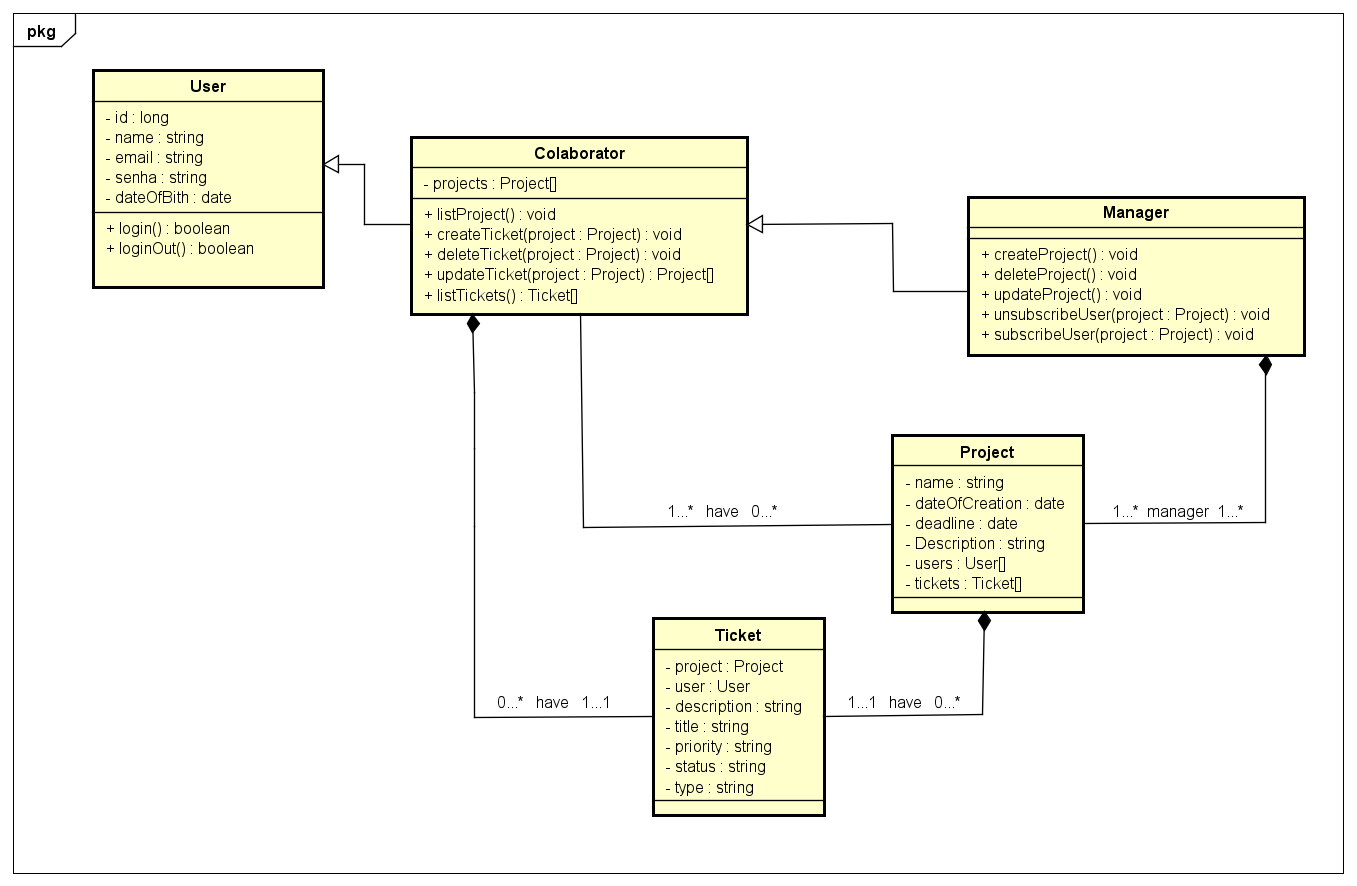 pkg
User
- id : long
- name : string
- email : string
- senha : string
- dateOfBith : date
+ login() : boolean
+ loginOut() : boolean
Colaborator
- projects : Project[]
+ listProject() : void
+ createTicket(project : Project) : void
+ deleteTicket(project : Project) : void
+ updateTicket(project : Project) : Project[]
+ listTickets() : Ticket[]
Manager
+ createProject() : void
+ deleteProject() : void
+ updateProject() : void
+ unsubscribeUser(project : Project) : void
+ subscribeUser(project : Project) : void
Project
- name : string
- dateOfCreation : date
- deadline : date
- Description : string
- users : User[]
- tickets : Ticket[]
1...* have 0...*
1...* manager 1...*
Ticket
- project : Project
- user : User
- description : string
- title : string
- priority : string
- status : string
- type : string
0...* have 1...1
1...1 have 0...*